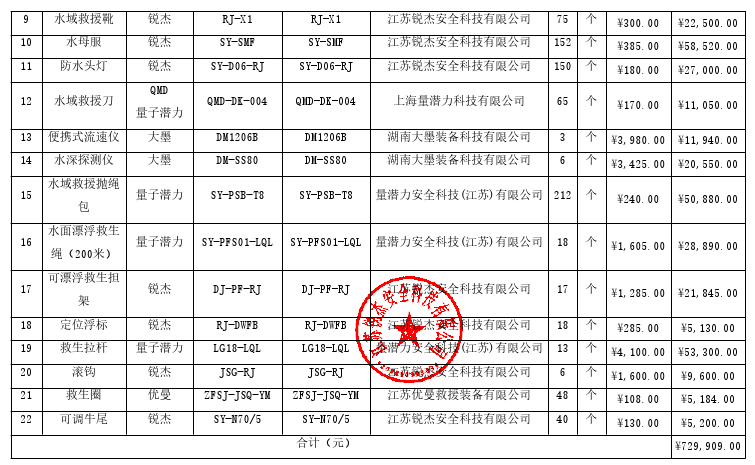 9 水域救援靴 锐杰 RJ-X1 RJ-X1 江苏锐杰安全科技有限公司 75 个 ¥300.00 ¥22,500.00
10 水母服 锐杰 SY-SMF SY-SMF 江苏锐杰安全科技有限公司 152 个 ¥385.00 ¥58,520.00
11 防水头灯 锐杰 SY-D06-RJ SY-D06-RJ 江苏锐杰安全科技有限公司 150 个 ¥180.00 ¥27,000.00
12 水域救援刀 QMD
量子潜力 QMD-DK-004 QMD-DK-004 上海量潜力科技有限公司 65 个 ¥170.00 ¥11,050.00
13 便携式流速仪 大墨 DM1206B DM1206B 湖南大墨装备科技有限公司 3 个 ¥3,980.00 ¥11,940.00
14 水深探测仪 大墨 DM-SS80 DM-SS80 湖南大墨装备科技有限公司 6 个 ¥3,425.00 ¥20,550.00
15 水域救援抛绳
包 量子潜力 SY-PSB-T8 SY-PSB-T8 量潜力安全科技(江苏)有限公司 212 个 ¥240.00 ¥50,880.00
16 水面漂浮救生
绳（200米） 量子潜力 SY-PFS01-LQL SY-PFS01-LQL 量潜力安全科技(江苏)有限公司 18 个 ¥1,605.00 ¥28,890.00
17 可漂浮救生担
架 锐杰 DJ-PF-RJ DJ-PF-RJ 江苏锐杰安全科技有限公司 17 个 ¥1,285.00 ¥21,845.00
18 定位浮标 锐杰 RJ-DWFB RJ-DWFB 江苏锐杰安全科技有限公司 18 个 ¥285.00 ¥5,130.00
19 救生拉杆 量子潜力 LG18-LQL LG18-LQL 量潜力安全科技(江苏)有限公司 13 个 ¥4,100.00 ¥53,300.00
20 滚钩 锐杰 JSG-RJ JSG-RJ 江苏锐杰安全科技有限公司 6 个 ¥1,600.00 ¥9,600.00
21 救生圈 优曼 ZFSJ-JSQ-YM ZFSJ-JSQ-YM 江苏优曼救援装备有限公司 48 个 ¥108.00 ¥5,184.00
22 可调牛尾 锐杰 SY-N70/5 SY-N70/5 江苏锐杰安全科技有限公司 40 个 ¥130.00 ¥5,200.00
合计（元） ¥729,909.00
江苏锐杰安全科技有限公司